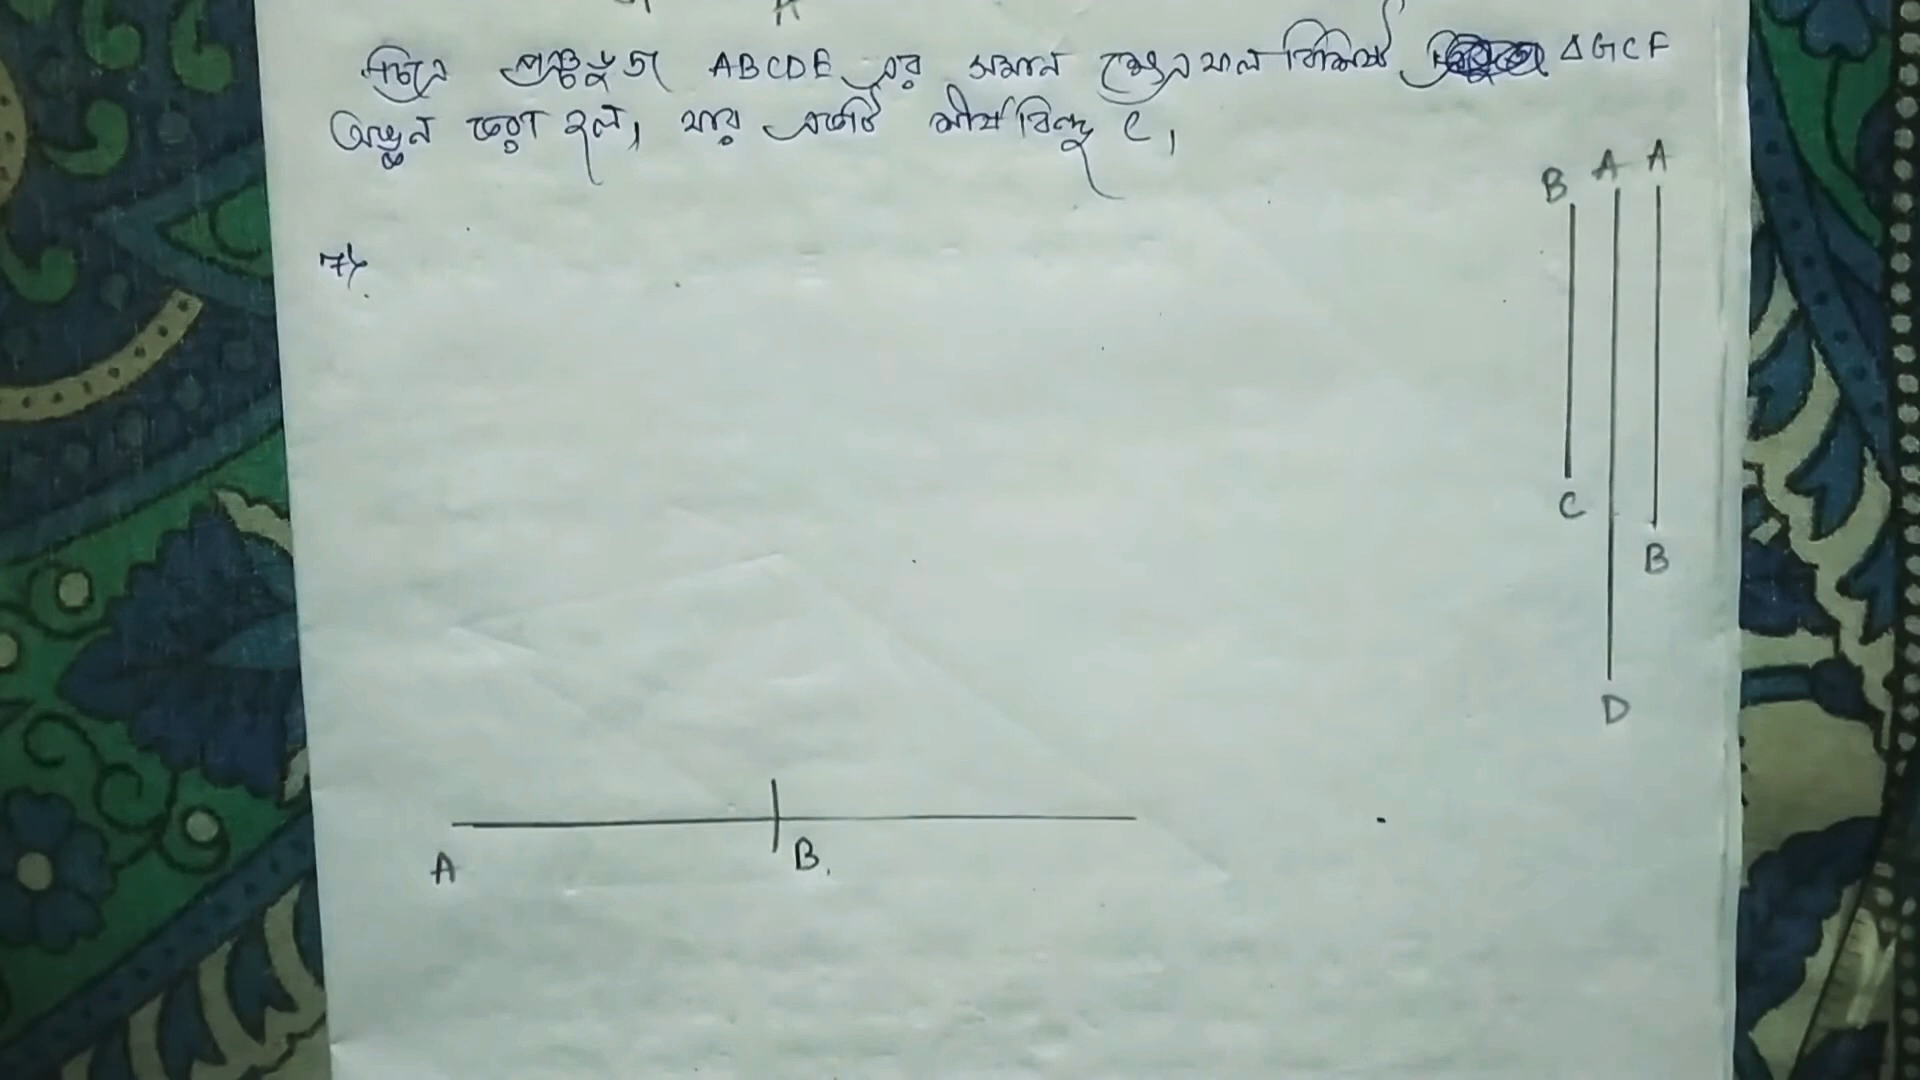 পঞ্চভুজ ABCDE এর সমান ক্ষেত্রফল বিশিষ্ট ΔGCF
অঙ্কন করা হল, যার একটি শীর্ষবিন্দু C,
7)
B A A
C
B
D
A B.